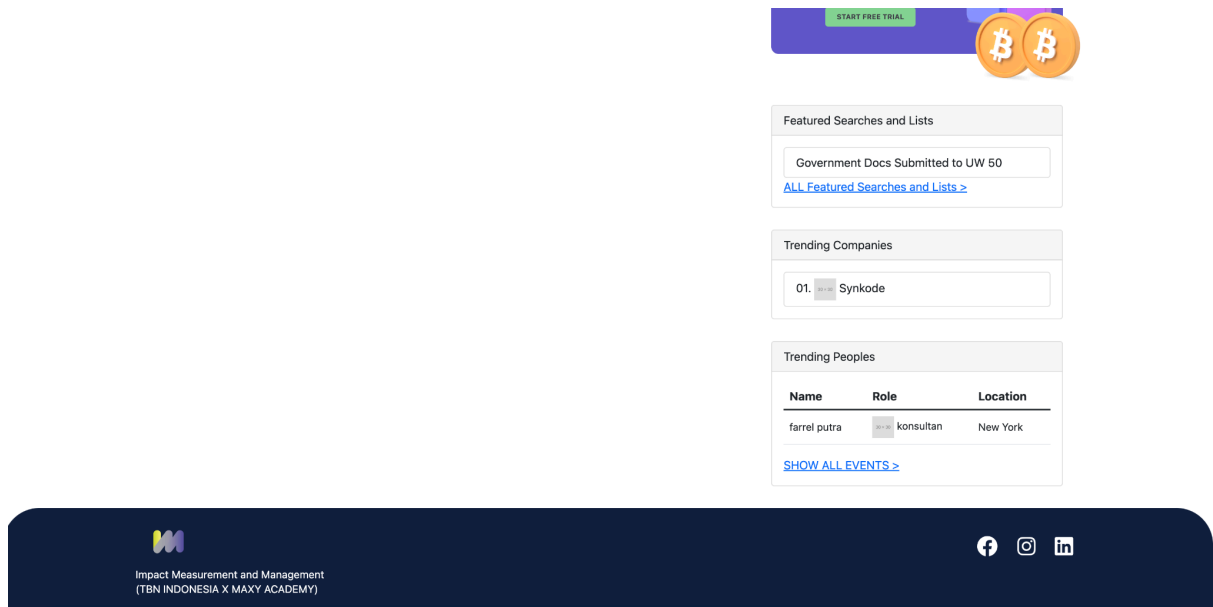 START FREE TRIAL
Featured Searches and Lists
Government Docs Submitted to UW 50
ALL Featured Searches and Lists >
Trending Companies
01. Synkode
Trending Peoples
Name Role Location
farrel putra konsultan New York
SHOW ALL EVENTS >
Impact Measurement and Management
(TBN INDONESIA X MAXY ACADEMY)